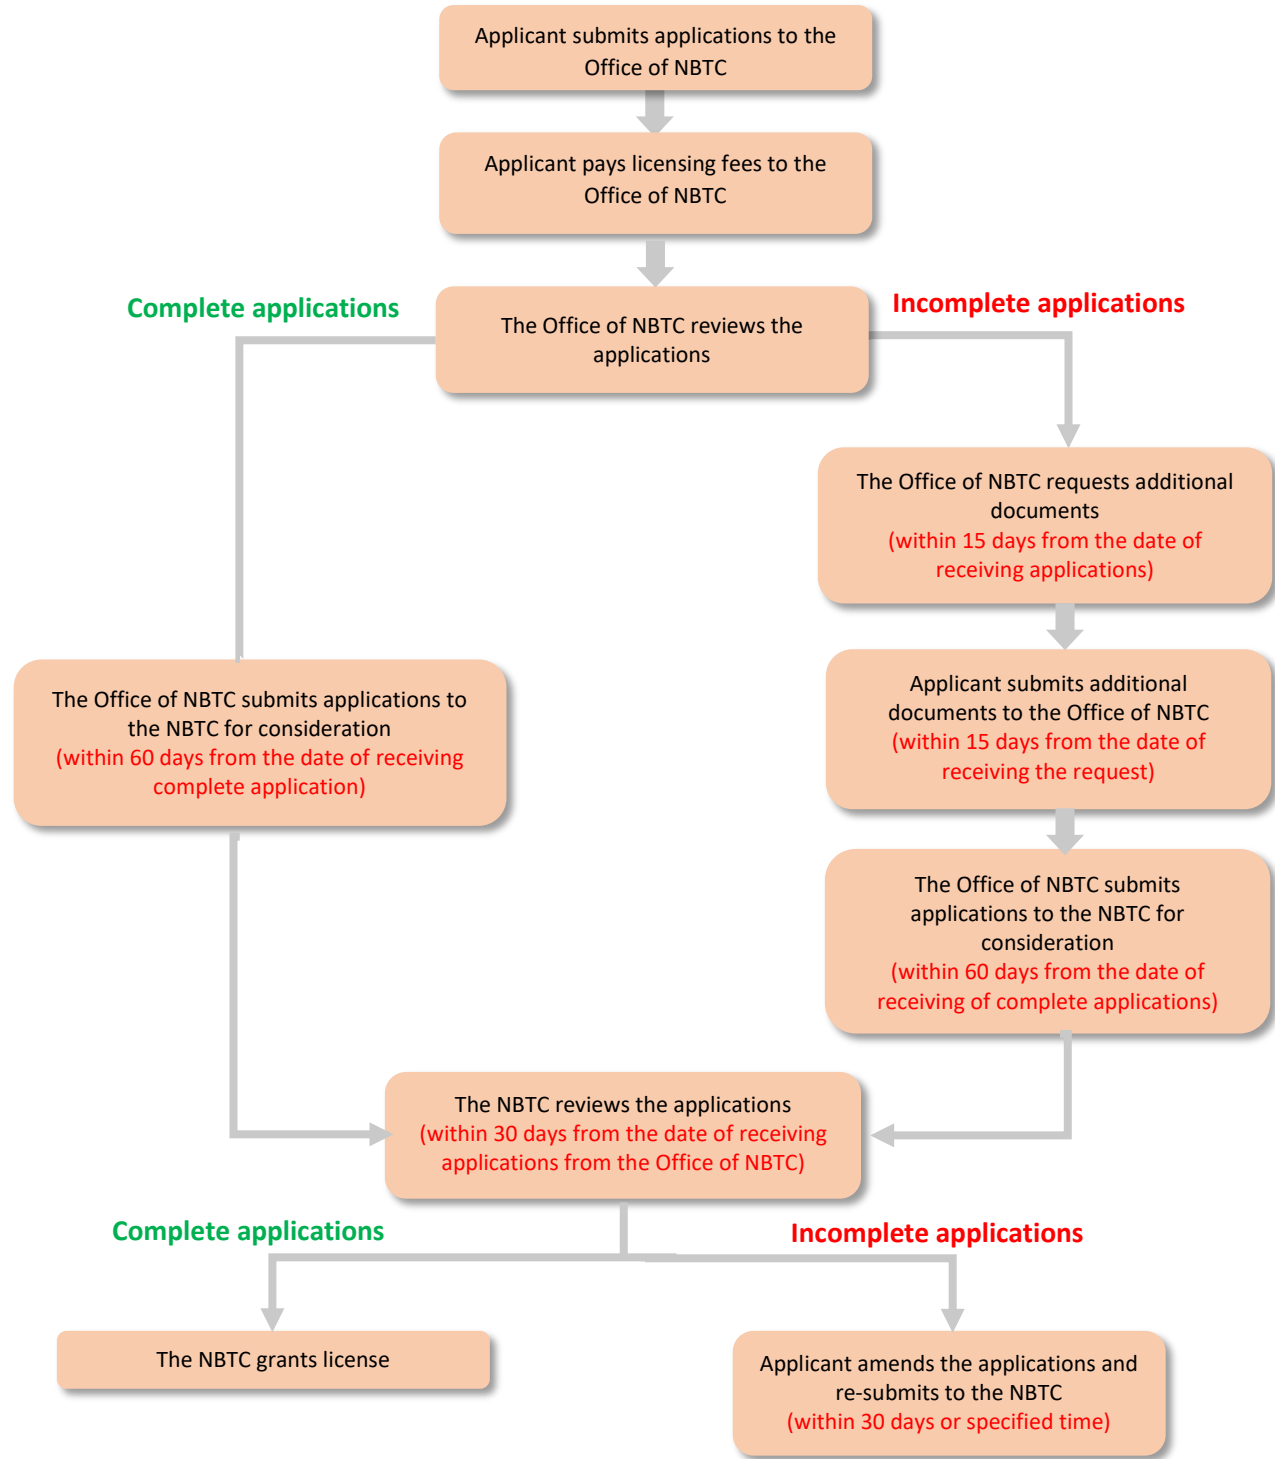 Applicant submits applications to the
Office of NBTC
Applicant pays licensing fees to the
Office of NBTC
Complete applications
Incomplete applications
The Office of NBTC reviews the
applications
The Office of NBTC requests additional
documents
(within 15 days from the date of
receiving applications)
The Office of NBTC submits applications to
the NBTC for consideration
(within 60 days from the date of receiving
complete application)
Applicant submits additional
documents to the Office of NBTC
(within 15 days from the date of
receiving the request)
The Office of NBTC submits
applications to the NBTC for
consideration
(within 60 days from the date of
receiving of complete applications)
The NBTC reviews the applications
(within 30 days from the date of receiving
applications from the Office of NBTC)
Complete applications
Incomplete applications
The NBTC grants license
Applicant amends the applications and
re-submits to the NBTC
(within 30 days or specified time)